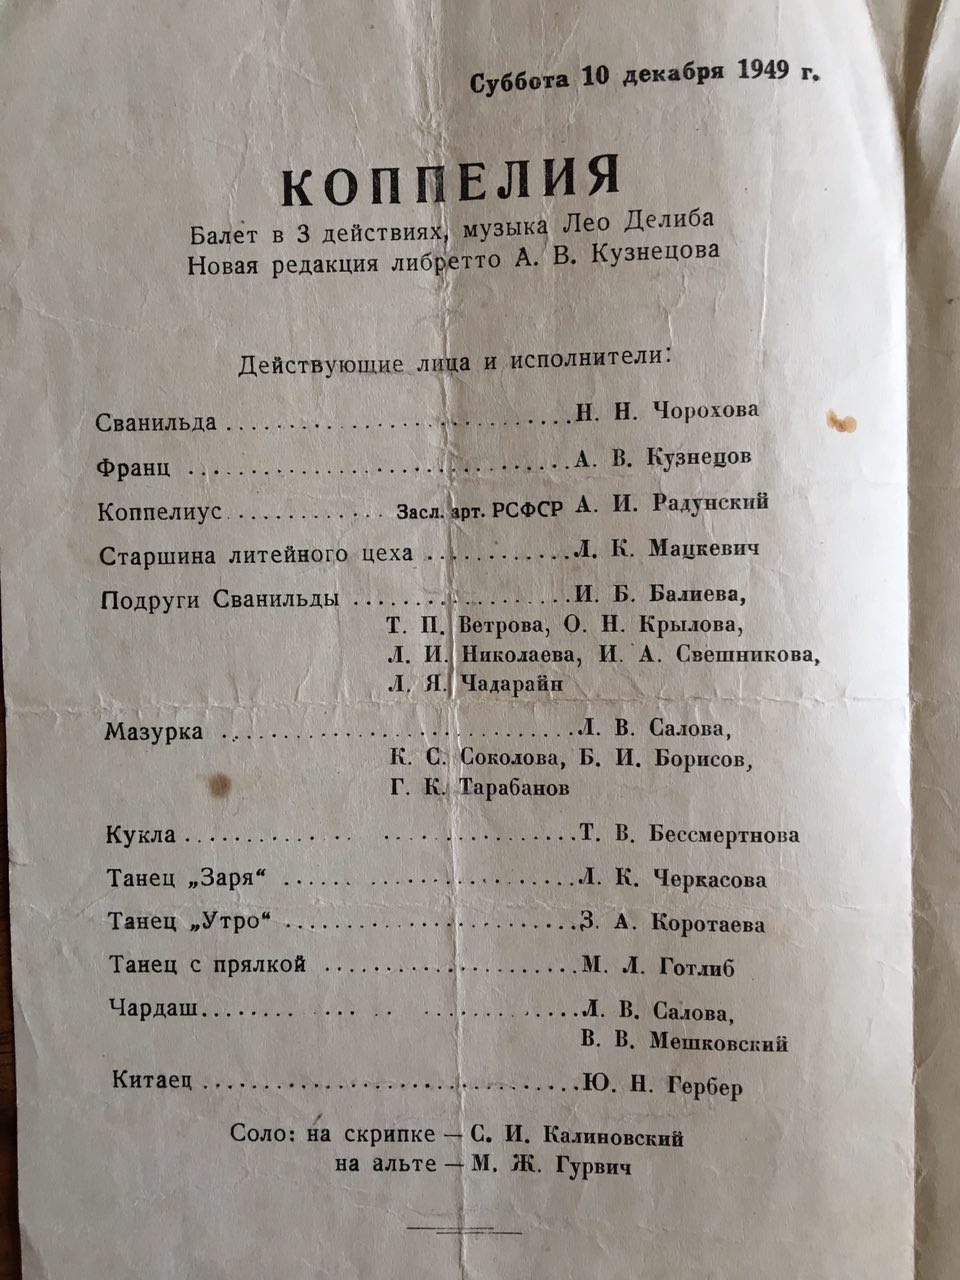 Суббота 10 декабря 1949 г.
КОППЕЛИЯ
Балет в 3 действиях, музыка Лео Делиба
Новая редакция либретто А. В. Кузнецова
Действующие лица и исполнители:
Сванильда ............................ Н. Н. Чорохова
Франц ............................... А. В. Кузнецов
Коппелиус ............. Засл. арт. РСФСР А. И. Радунский
Старшина литейного цеха ............ Л. К. Мацкевич
Подруги Сванильды .................. И. Б. Балиева,
Т. П. Ветрова, О. Н. Крылова,
Л. И. Николаева, И. А. Свешникова,
Л. Я. Чадарайн
Мазурка ............................. Л. В. Салова,
К. С. Соколова, Б. И. Борисов,
Г. К. Тарабанов
Кукла .............................. Т. В. Бессмертнова
Танец „Заря“ ........................ Л. К. Черкасова
Танец „Утро“ ........................ З. А. Коротаева
Танец с прялкой ..................... М. Л. Готлиб
Чардаш.............................. Л. В. Салова,
В. В. Мешковский
Китаец .............................. Ю. Н. Гербер
Соло: на скрипке — С. И. Калиновский
на альте — М. Ж. Гурвич